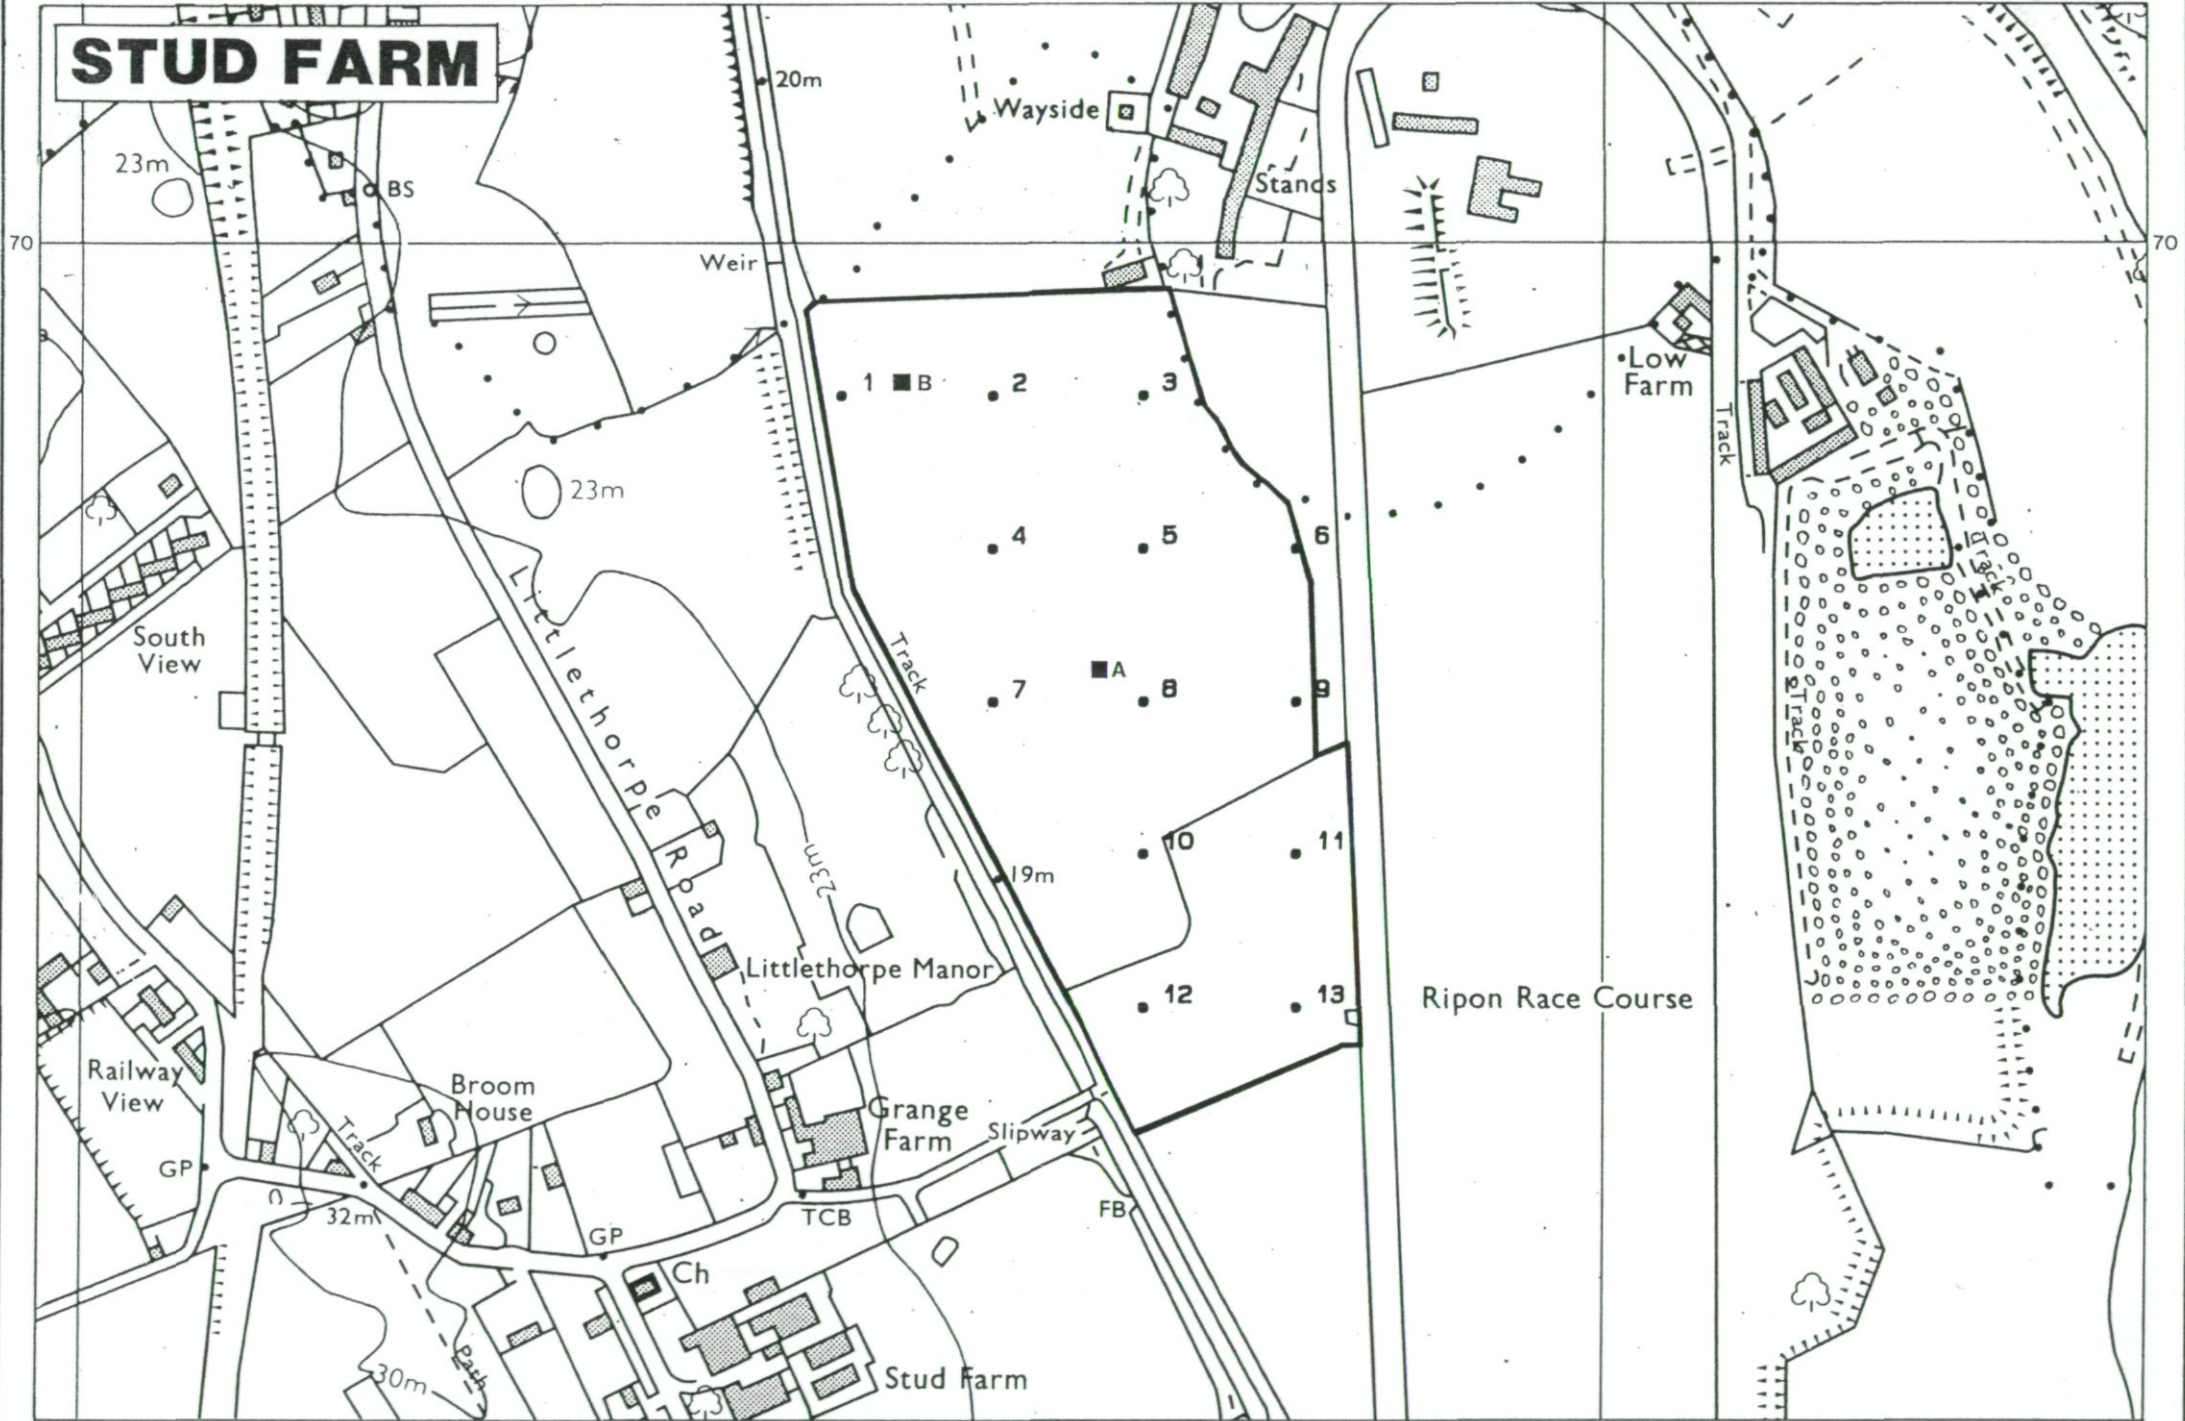 STUD FARM
20m
Wayside
23m
BS
Stands
70
70
Weir
Low
Farm
1
B
2
3
Track
23m
4
5
6
Track
Littlethorpe Road
South
View
Track
A
7
8
9
Track
10
11
23m
19m
Littlethorpe Manor
12
13
Ripon Race Course
Railway
View
Broom
House
Grange
Farm
Slipway
Track
GP
32m
TCB
FB
GP
Ch
Path
30m
Stud Farm